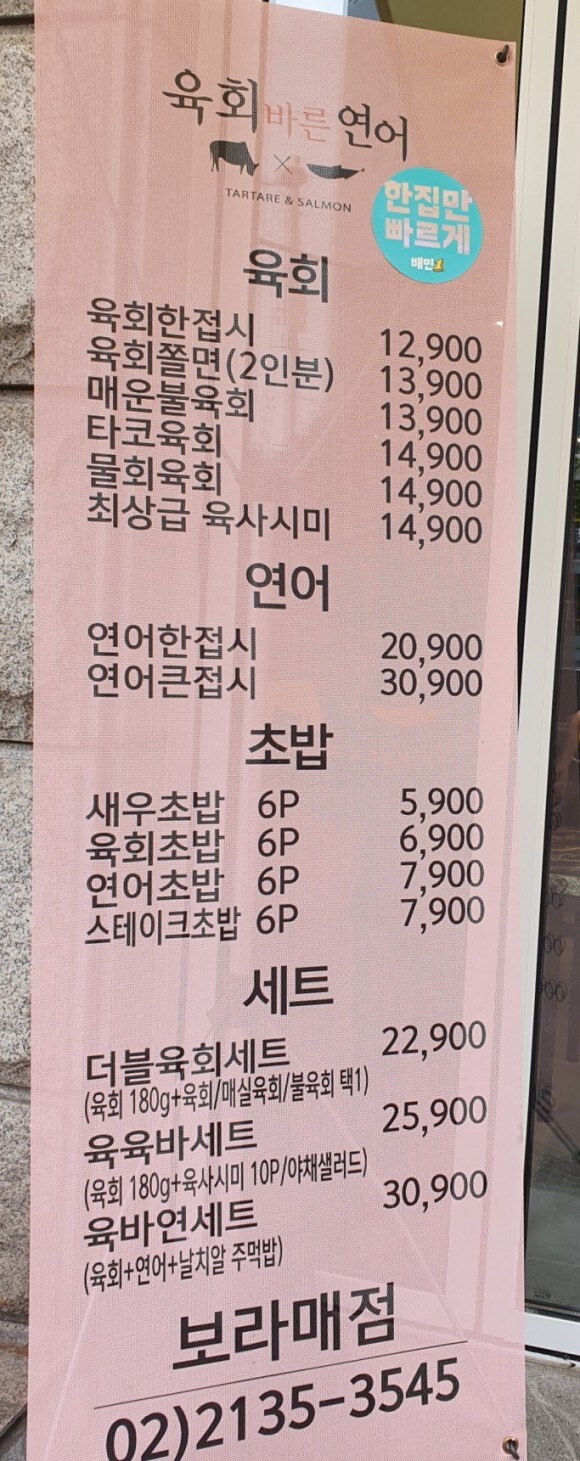 육회바른연어
TARTARE & SALMON
한집만
빠르게
배민1
육회
육회한접시 12,900
육회쫄면(2인분) 13,900
매운불육회 13,900
타코육회 14,900
물회육회 14,900
최상급 육사시미 14,900
연어
연어한접시 20,900
연어큰접시 30,900
초밥
새우초밥 6P 5,900
육회초밥 6P 6,900
연어초밥 6P 7,900
스테이크초밥 6P 7,900
세트
더블육회세트 22,900
(육회 180g+육회/매실육회/불육회 택1)
육육바세트 25,900
(육회 180g+육사시미 10P/야채샐러드)
육바연세트 30,900
(육회+연어+날치알 주먹밥)
보라매점
02)2135-3545